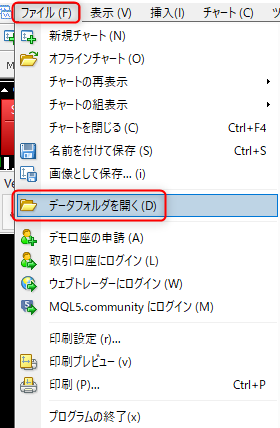 ファイル (F) 表示 (V) 挿入(I) チャート (C) ツ
新規チャート (N)
オフラインチャート (O)
チャートの再表示
チャートの組表示
チャートを閉じる (C) Ctrl+F4
名前を付けて保存 (S) Ctrl+S
画像として保存... (i)
データフォルダを開く(D)
デモ口座の申請 (A)
取引口座にログイン (L)
ウェブトレーダーにログイン (W)
MQL5.community にログイン (M)
印刷設定 (r)...
印刷プレビュー (v)
印刷 (P)... Ctrl+P
プログラムの終了(x)